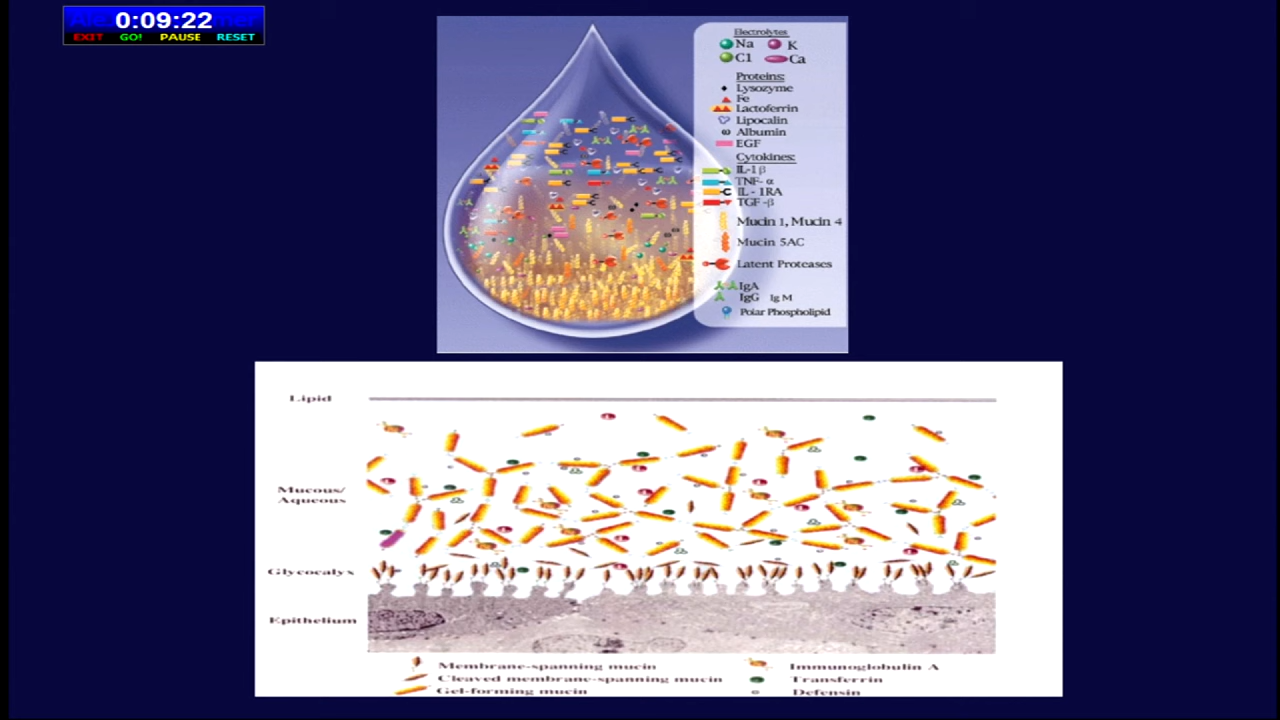 0:09:22
EXIT GO! PAUSE RESET
Electrolytes
Na K
C1 Ca
Proteins:
Lysozyme
Fe
Lactoferrin
Lipocalin
Albumin
EGF
Cytokines:
IL-1 β
TNF- α
IL - 1RA
TGF -β
Mucin 1, Mucin 4
Mucin 5AC
Latent Proteases
IgA
IgG Ig M
Polar Phospholipid
Lipid
Mucous/
Aqueous
Glycocalyx
Epithelium
Membrane-spanning mucin
Cleaved membrane-spanning mucin
Gel-forming mucin
Immunoglobulin A
Transferrin
Defensin